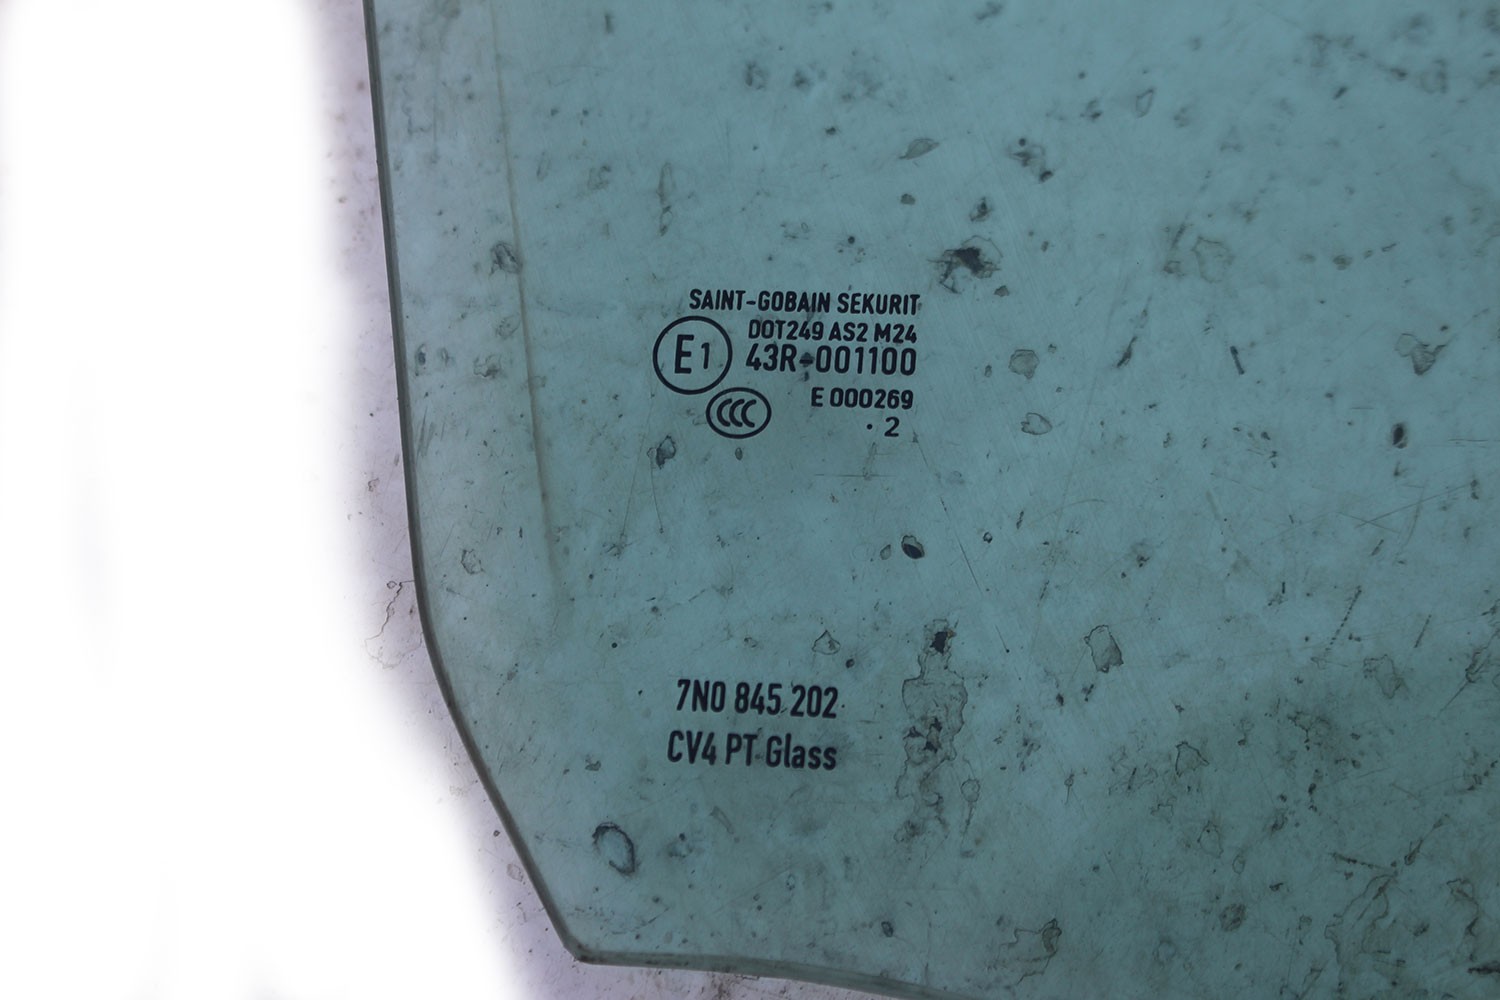 SAINT-GOBAIN SEKURIT
DOT249 AS2 M24
E1 43R-001100
CCC E 000269
· 2
7N0 845 202
CV4 PT Glass